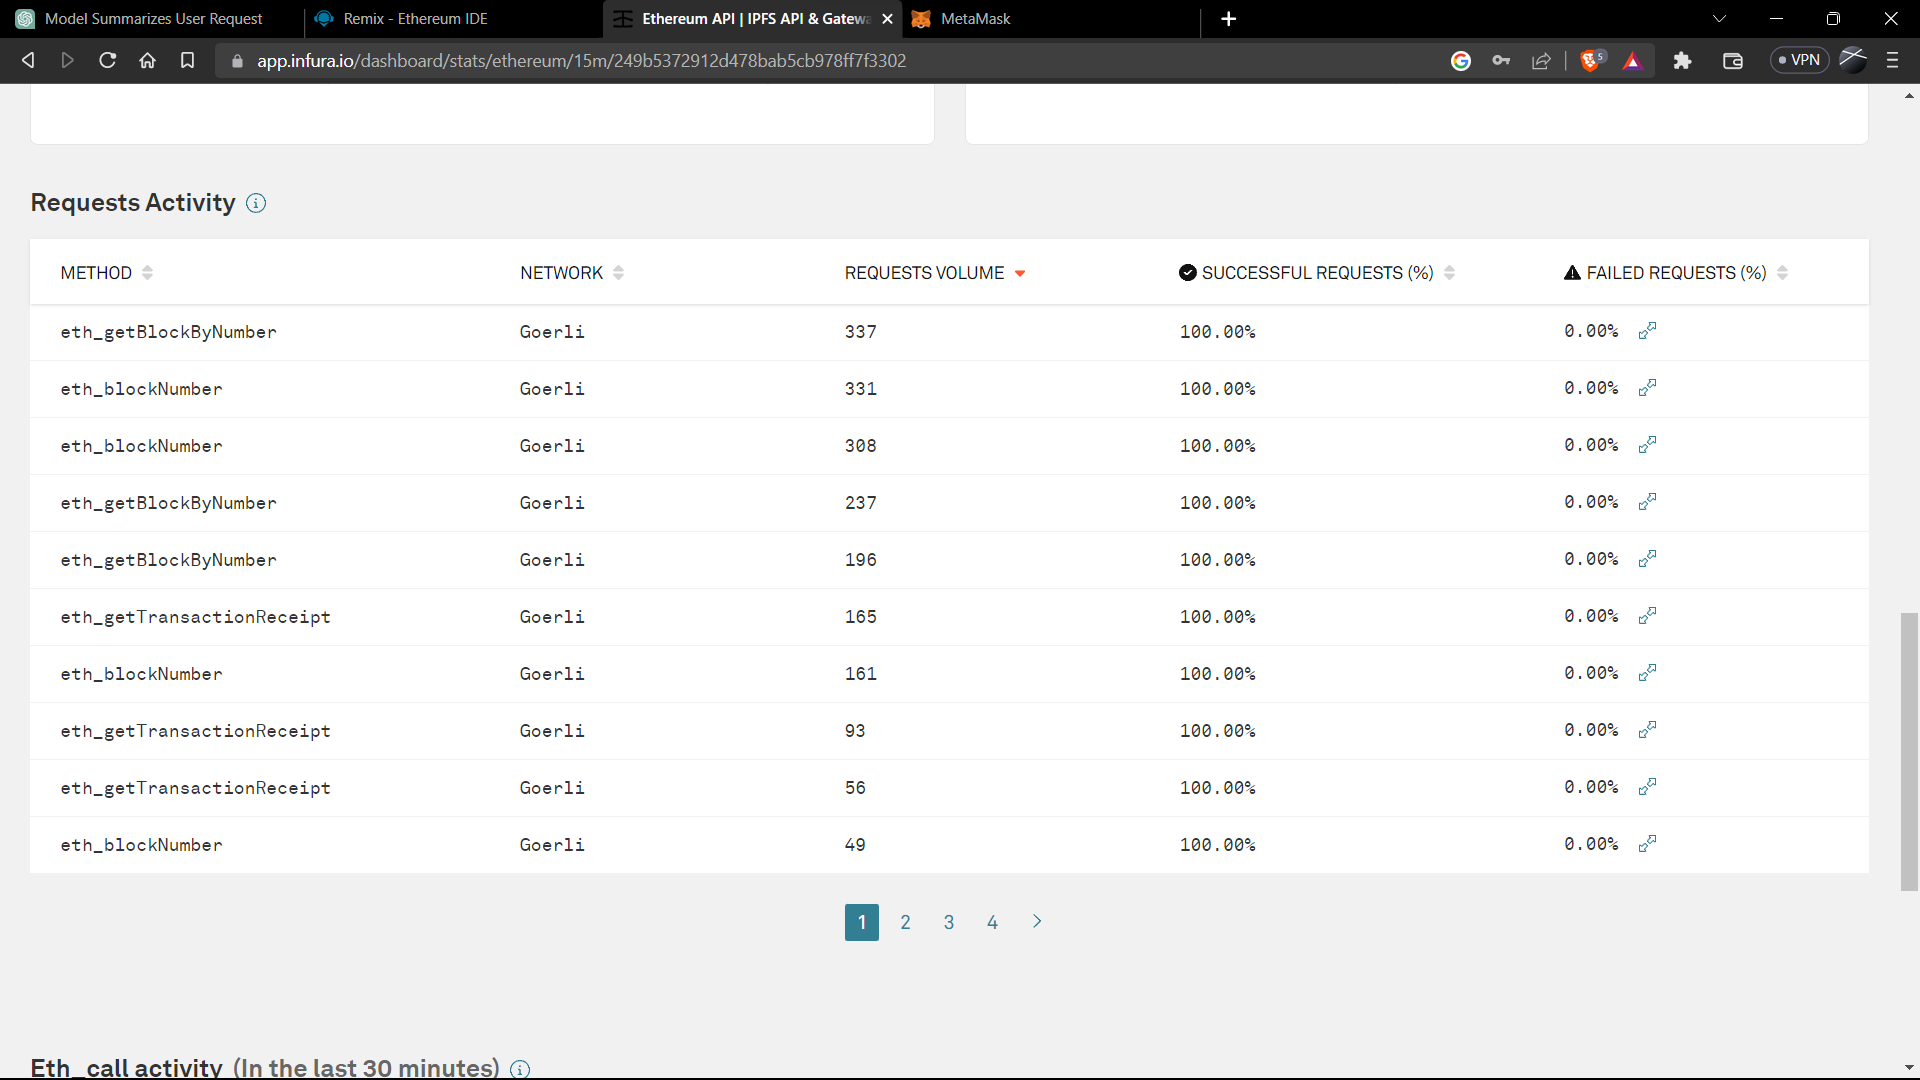 Model Summarizes User Request
Remix - Ethereum IDE
Ethereum API | IPFS API & Gatewa
MetaMask
app.infura.io/dashboard/stats/ethereum/15m/249b5372912d478bab5cb978ff7f3302
5
VPN
Requests Activity
METHOD NETWORK REQUESTS VOLUME SUCCESSFUL REQUESTS (%) FAILED REQUESTS (%)
eth_getBlockByNumber Goerli 337 100.00% 0.00%
eth_blockNumber Goerli 331 100.00% 0.00%
eth_blockNumber Goerli 308 100.00% 0.00%
eth_getBlockByNumber Goerli 237 100.00% 0.00%
eth_getBlockByNumber Goerli 196 100.00% 0.00%
eth_getTransactionReceipt Goerli 165 100.00% 0.00%
eth_blockNumber Goerli 161 100.00% 0.00%
eth_getTransactionReceipt Goerli 93 100.00% 0.00%
eth_getTransactionReceipt Goerli 56 100.00% 0.00%
eth_blockNumber Goerli 49 100.00% 0.00%
1 2 3 4
Eth_call activity (In the last 30 minutes)